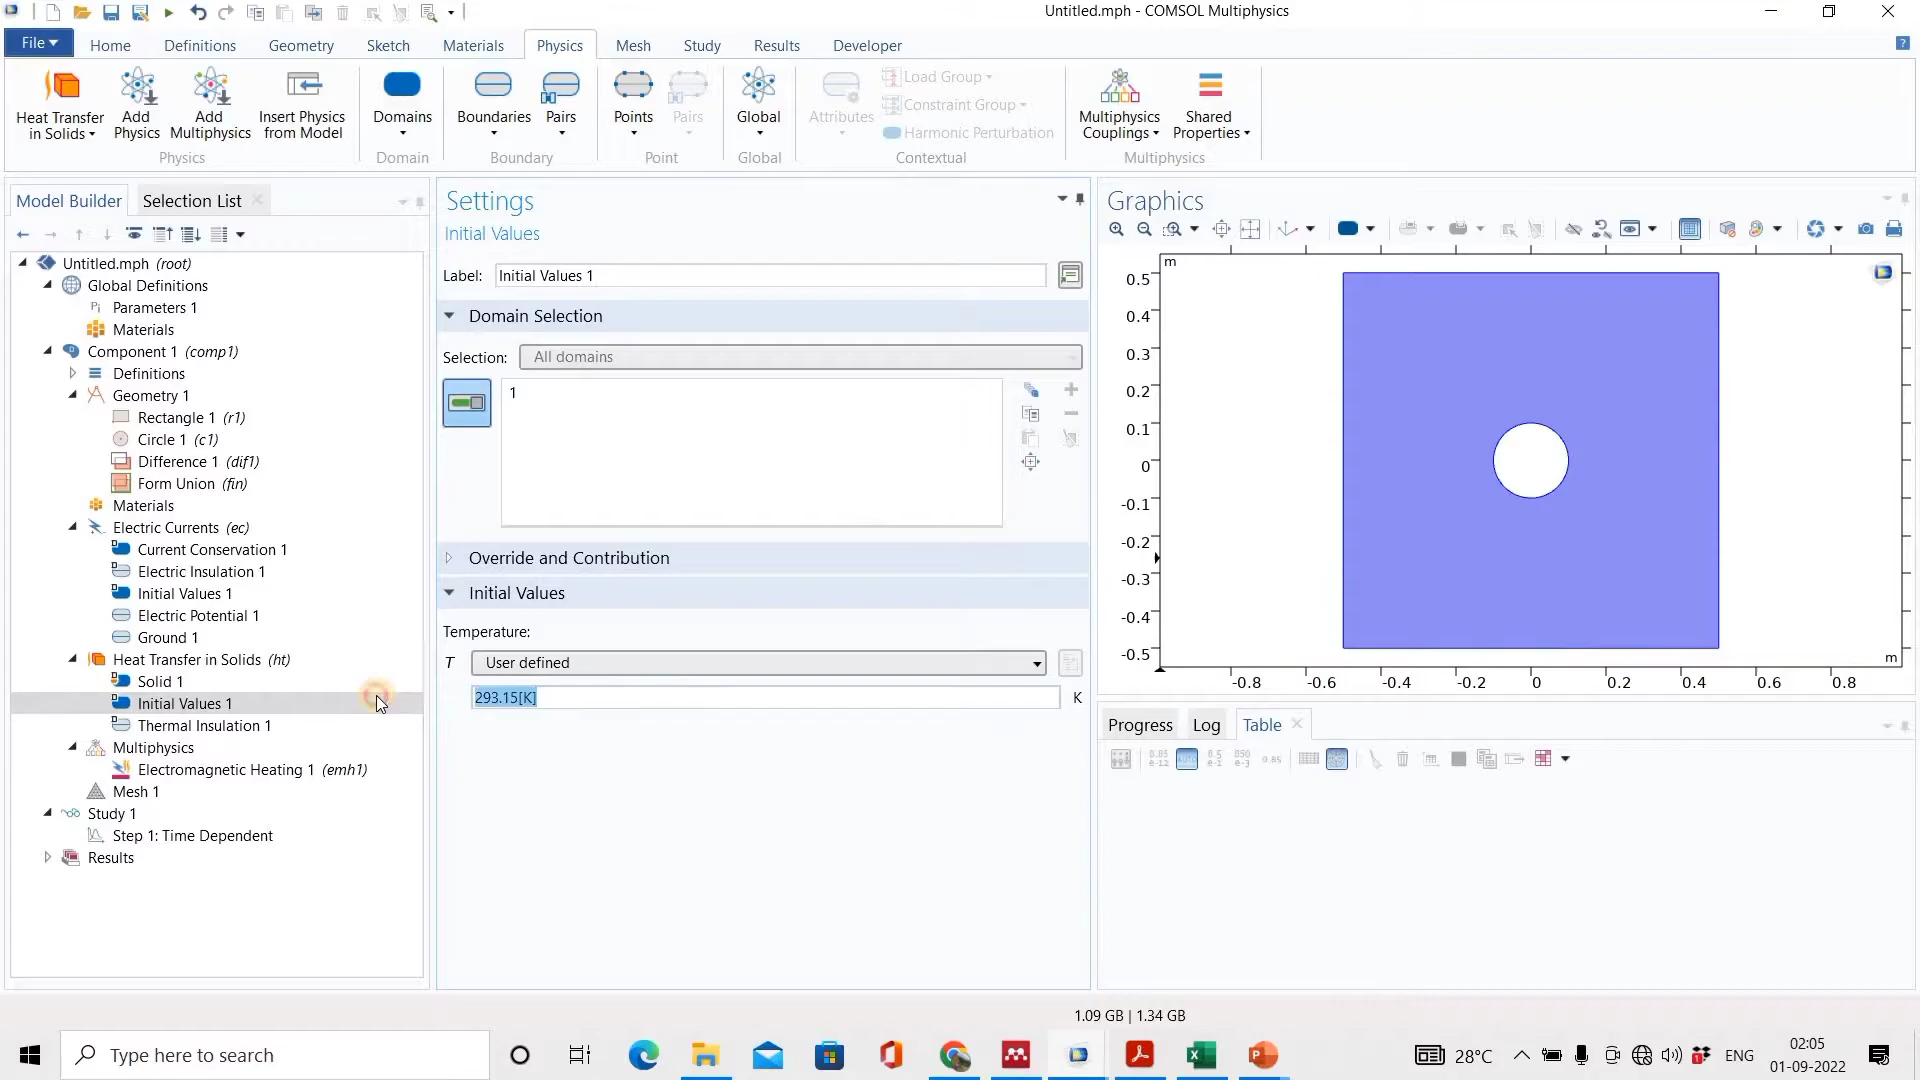 Untitled.mph - COMSOL Multiphysics
File
Home
Definitions
Geometry
Sketch
Materials
Physics
Mesh
Study
Results
Developer
Heat Transfer
in Solids
Add
Physics
Add
Multiphysics
Insert Physics
from Model
Physics
Domains
Domain
Boundaries
Pairs
Boundary
Points
Pairs
Point
Global
Global
Attributes
Load Group
Constraint Group
Harmonic Perturbation
Contextual
Multiphysics
Couplings
Shared
Properties
Multiphysics
Model Builder
Selection List
Untitled.mph (root)
Global Definitions
Pi Parameters 1
Materials
Component 1 (comp1)
Definitions
Geometry 1
Rectangle 1 (r1)
Circle 1 (c1)
Difference 1 (dif1)
Form Union (fin)
Materials
Electric Currents (ec)
Current Conservation 1
Electric Insulation 1
Initial Values 1
Electric Potential 1
Ground 1
Heat Transfer in Solids (ht)
Solid 1
Initial Values 1
Thermal Insulation 1
Multiphysics
Electromagnetic Heating 1 (emh1)
Mesh 1
Study 1
Step 1: Time Dependent
Results
Settings
Initial Values
Label: Initial Values 1
Domain Selection
Selection: All domains
1
Override and Contribution
Initial Values
Temperature:
T User defined
293.15[K] K
Graphics
m
0.5
0.4
0.3
0.2
0.1
0
-0.1
-0.2
-0.3
-0.4
-0.5
m
-0.8 -0.6 -0.4 -0.2 0 0.2 0.4 0.6 0.8
Progress
Log
Table
1.09 GB | 1.34 GB
Type here to search
28°C
ENG
02:05
01-09-2022